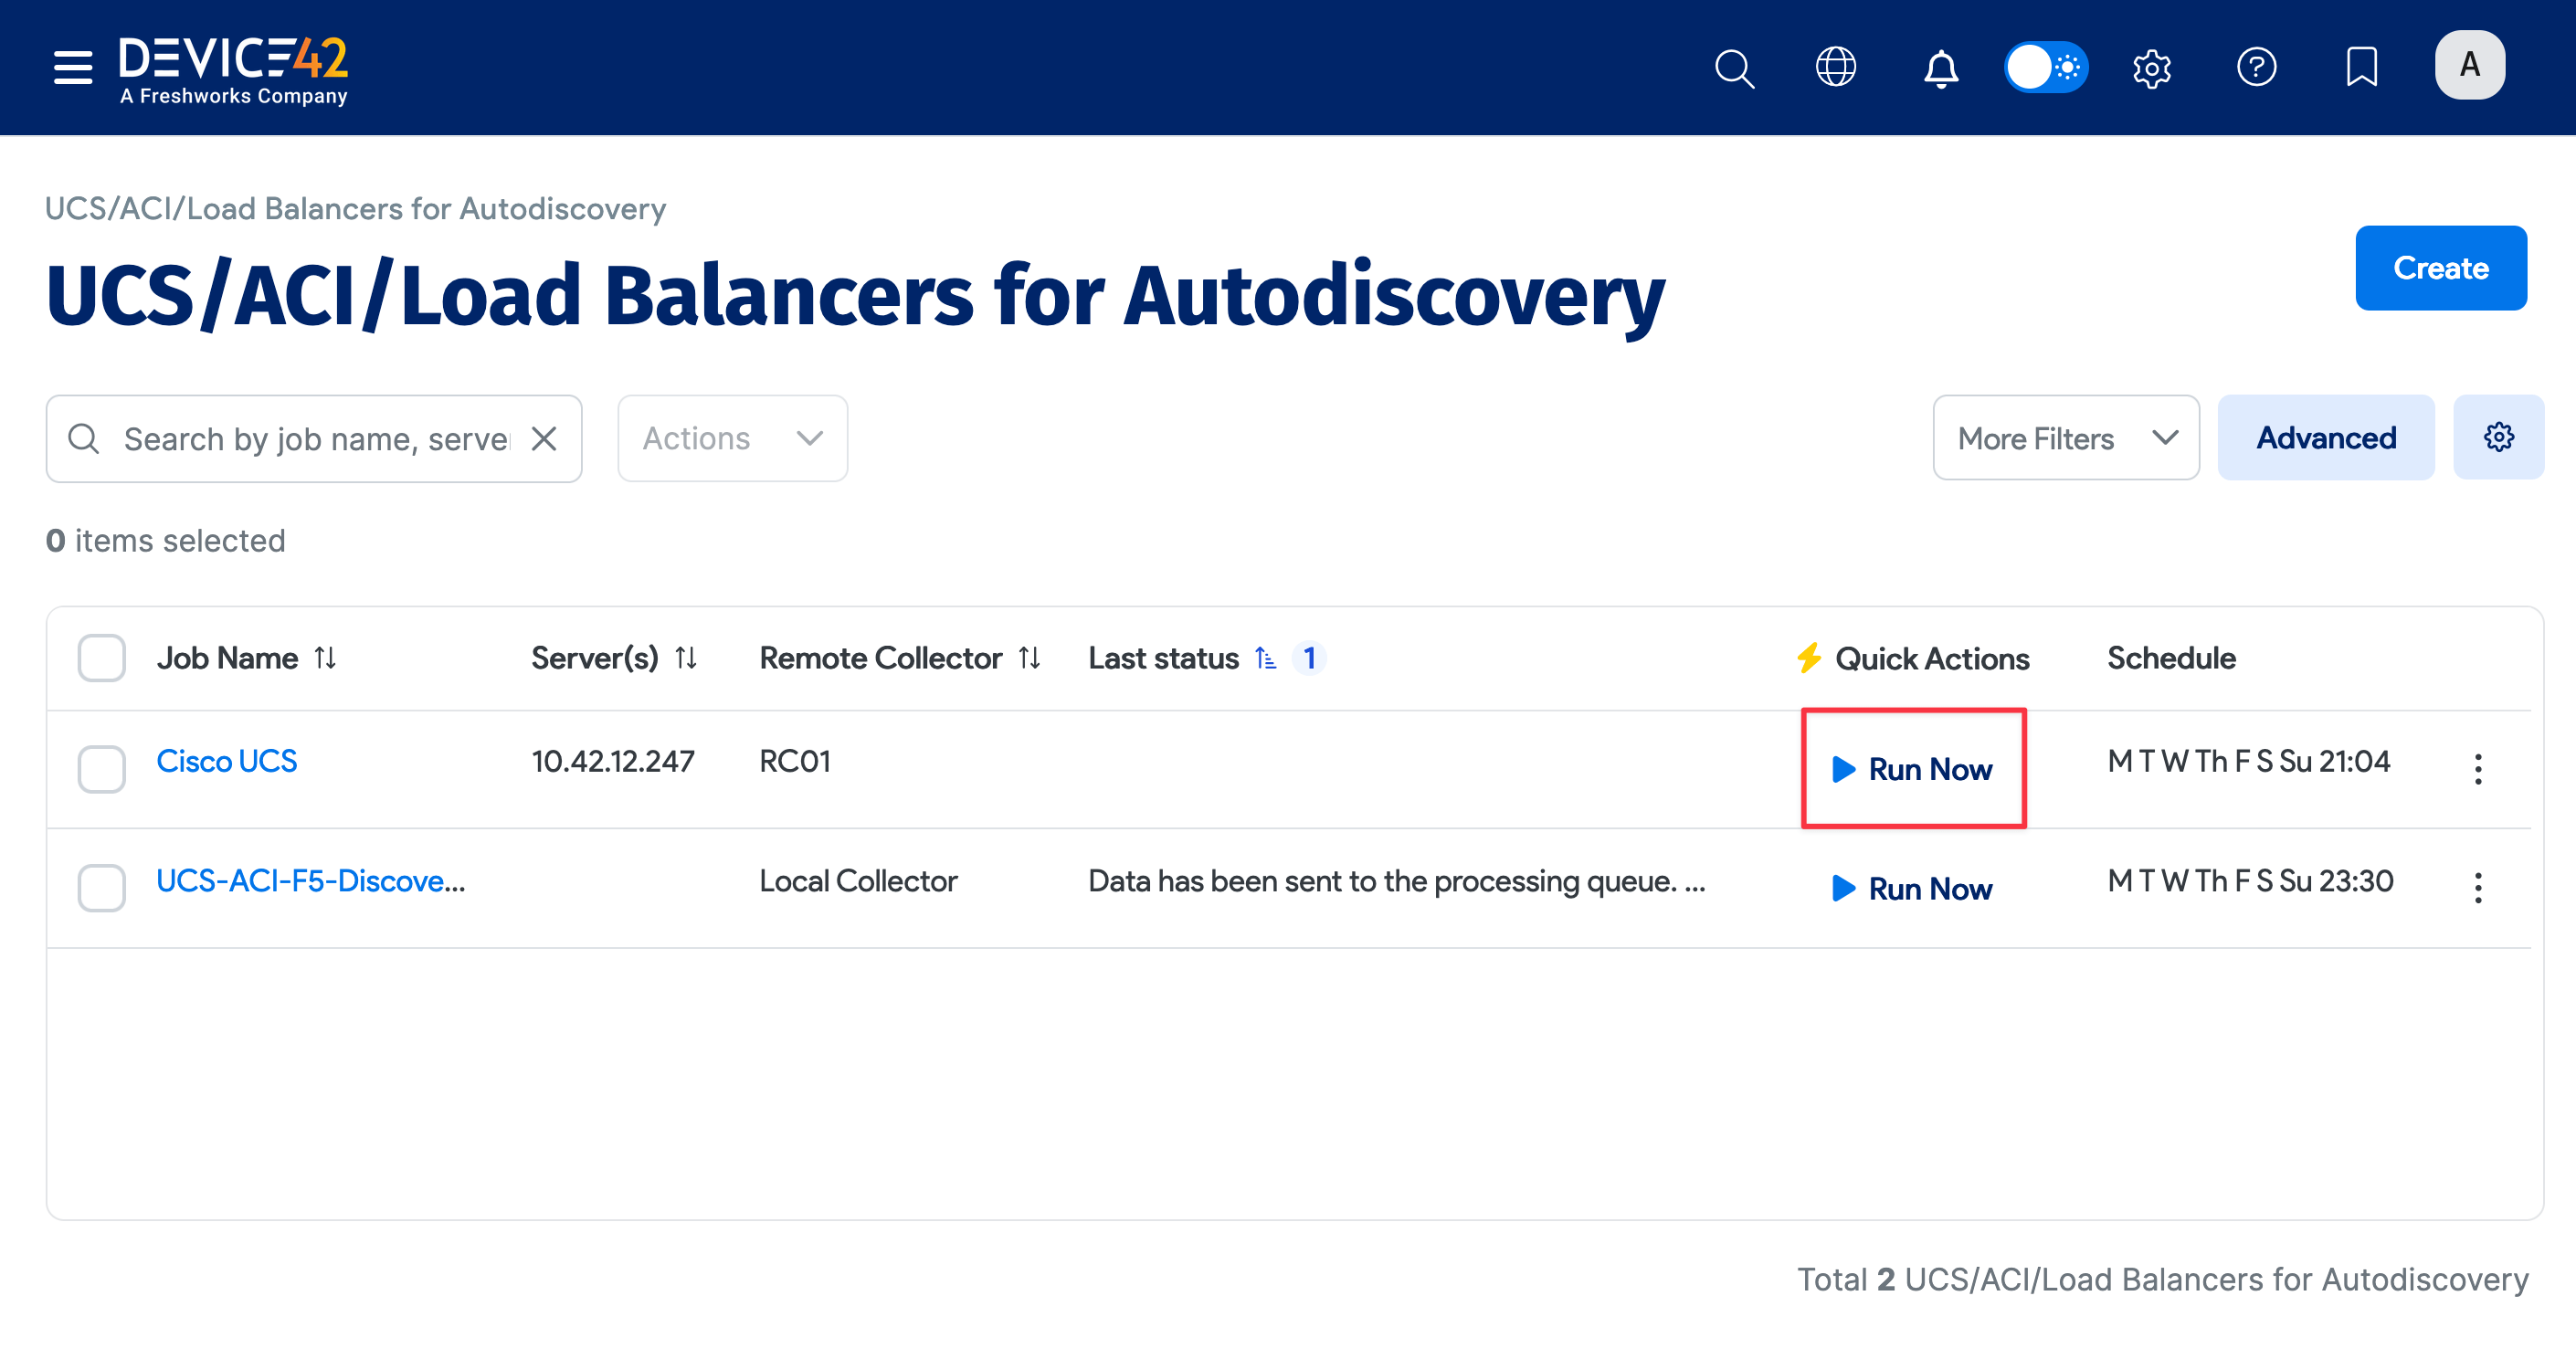 DEVICE42
A Freshworks Company
A
UCS/ACI/Load Balancers for Autodiscovery
UCS/ACI/Load Balancers for Autodiscovery
Create
Search by job name, serve
Actions
More Filters
Advanced
0 items selected
Job Name Server(s) Remote Collector Last status 1 Quick Actions Schedule
Cisco UCS 10.42.12.247 RC01 Run Now M T W Th F S Su 21:04
UCS-ACI-F5-Discove... Local Collector Data has been sent to the processing queue. ... Run Now M T W Th F S Su 23:30
Total 2 UCS/ACI/Load Balancers for Autodiscovery